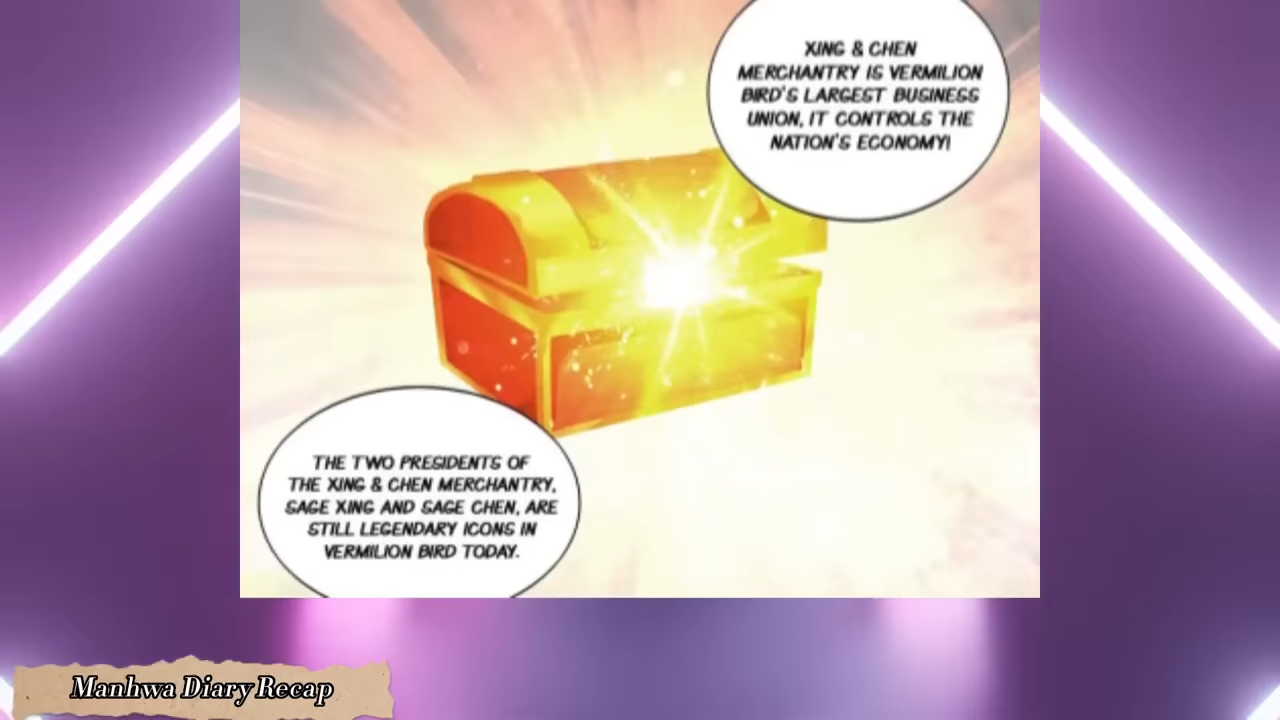 XING & CHEN
MERCHANTRY IS VERMILION
BIRD'S LARGEST BUSINESS
UNION, IT CONTROLS THE
NATION'S ECONOMY!
THE TWO PRESIDENTS OF
THE XING & CHEN MERCHANTRY,
SAGE XING AND SAGE CHEN, ARE
STILL LEGENDARY ICONS IN
VERMILION BIRD TODAY.
Manhwa Diary Recap